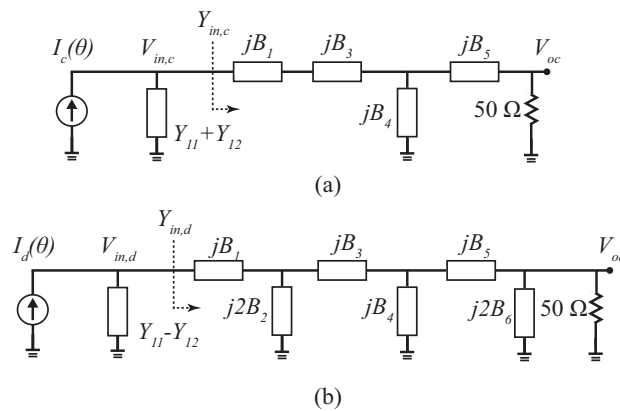 Y_in,c
I_c(θ) V_in,c jB_1 jB_3 jB_5 V_oc
jB_4 50 Ω
Y_11+Y_12
(a)
Y_in,d
I_d(θ) V_in,d jB_1 jB_3 jB_5
j2B_2 jB_4 j2B_6 50 Ω
Y_11-Y_12
(b)